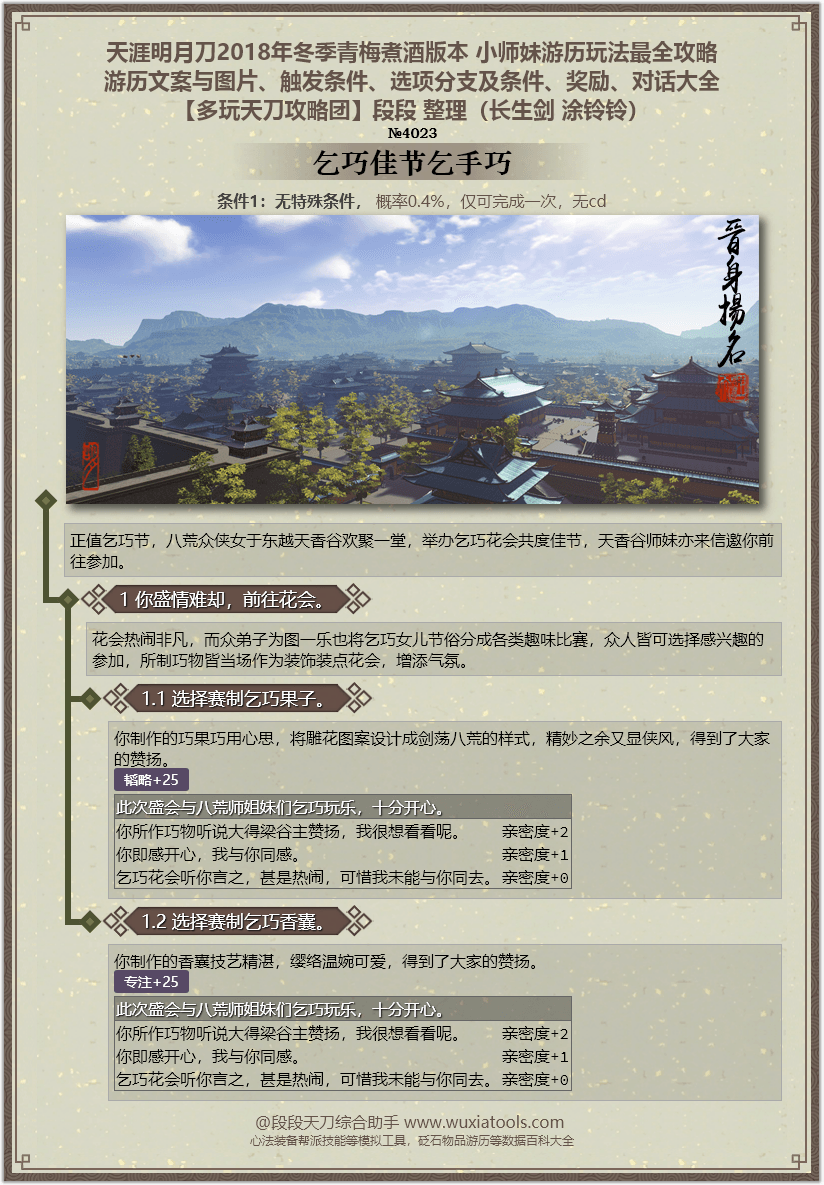 天涯明月刀2018年冬季青梅煮酒版本 小师妹游历玩法最全攻略
游历文案与图片、触发条件、选项分支及条件、奖励、对话大全
【多玩天刀攻略团】段段 整理（长生剑 涂铃铃）
№4023
乞巧佳节乞手巧
条件1：无特殊条件， 概率0.4%，仅可完成一次，无cd
晋身揚名
正值乞巧节，八荒众侠女于东越天香谷欢聚一堂，举办乞巧花会共度佳节，天香谷师妹亦来信邀你前
往参加。
1 你盛情难却，前往花会。
花会热闹非凡，而众弟子为图一乐也将乞巧女儿节俗分成各类趣味比赛，众人皆可选择感兴趣的
参加，所制巧物皆当场作为装饰装点花会，增添气氛。
1.1 选择赛制乞巧果子。
你制作的巧果巧用心思，将雕花图案设计成剑荡八荒的样式，精妙之余又显侠风，得到了大家
的赞扬。
韬略+25
此次盛会与八荒师姐妹们乞巧玩乐，十分开心。
你所作巧物听说大得梁谷主赞扬，我很想看看呢。 亲密度+2
你即感开心，我与你同感。 亲密度+1
乞巧花会听你言之，甚是热闹，可惜我未能与你同去。 亲密度+0
1.2 选择赛制乞巧香囊。
你制作的香囊技艺精湛，缨络温婉可爱，得到了大家的赞扬。
专注+25
此次盛会与八荒师姐妹们乞巧玩乐，十分开心。
你所作巧物听说大得梁谷主赞扬，我很想看看呢。 亲密度+2
你即感开心，我与你同感。 亲密度+1
乞巧花会听你言之，甚是热闹，可惜我未能与你同去。 亲密度+0
@段段天刀综合助手 www.wuxiatools.com
心法装备帮派技能等模拟工具，砭石物品游历等数据百科大全